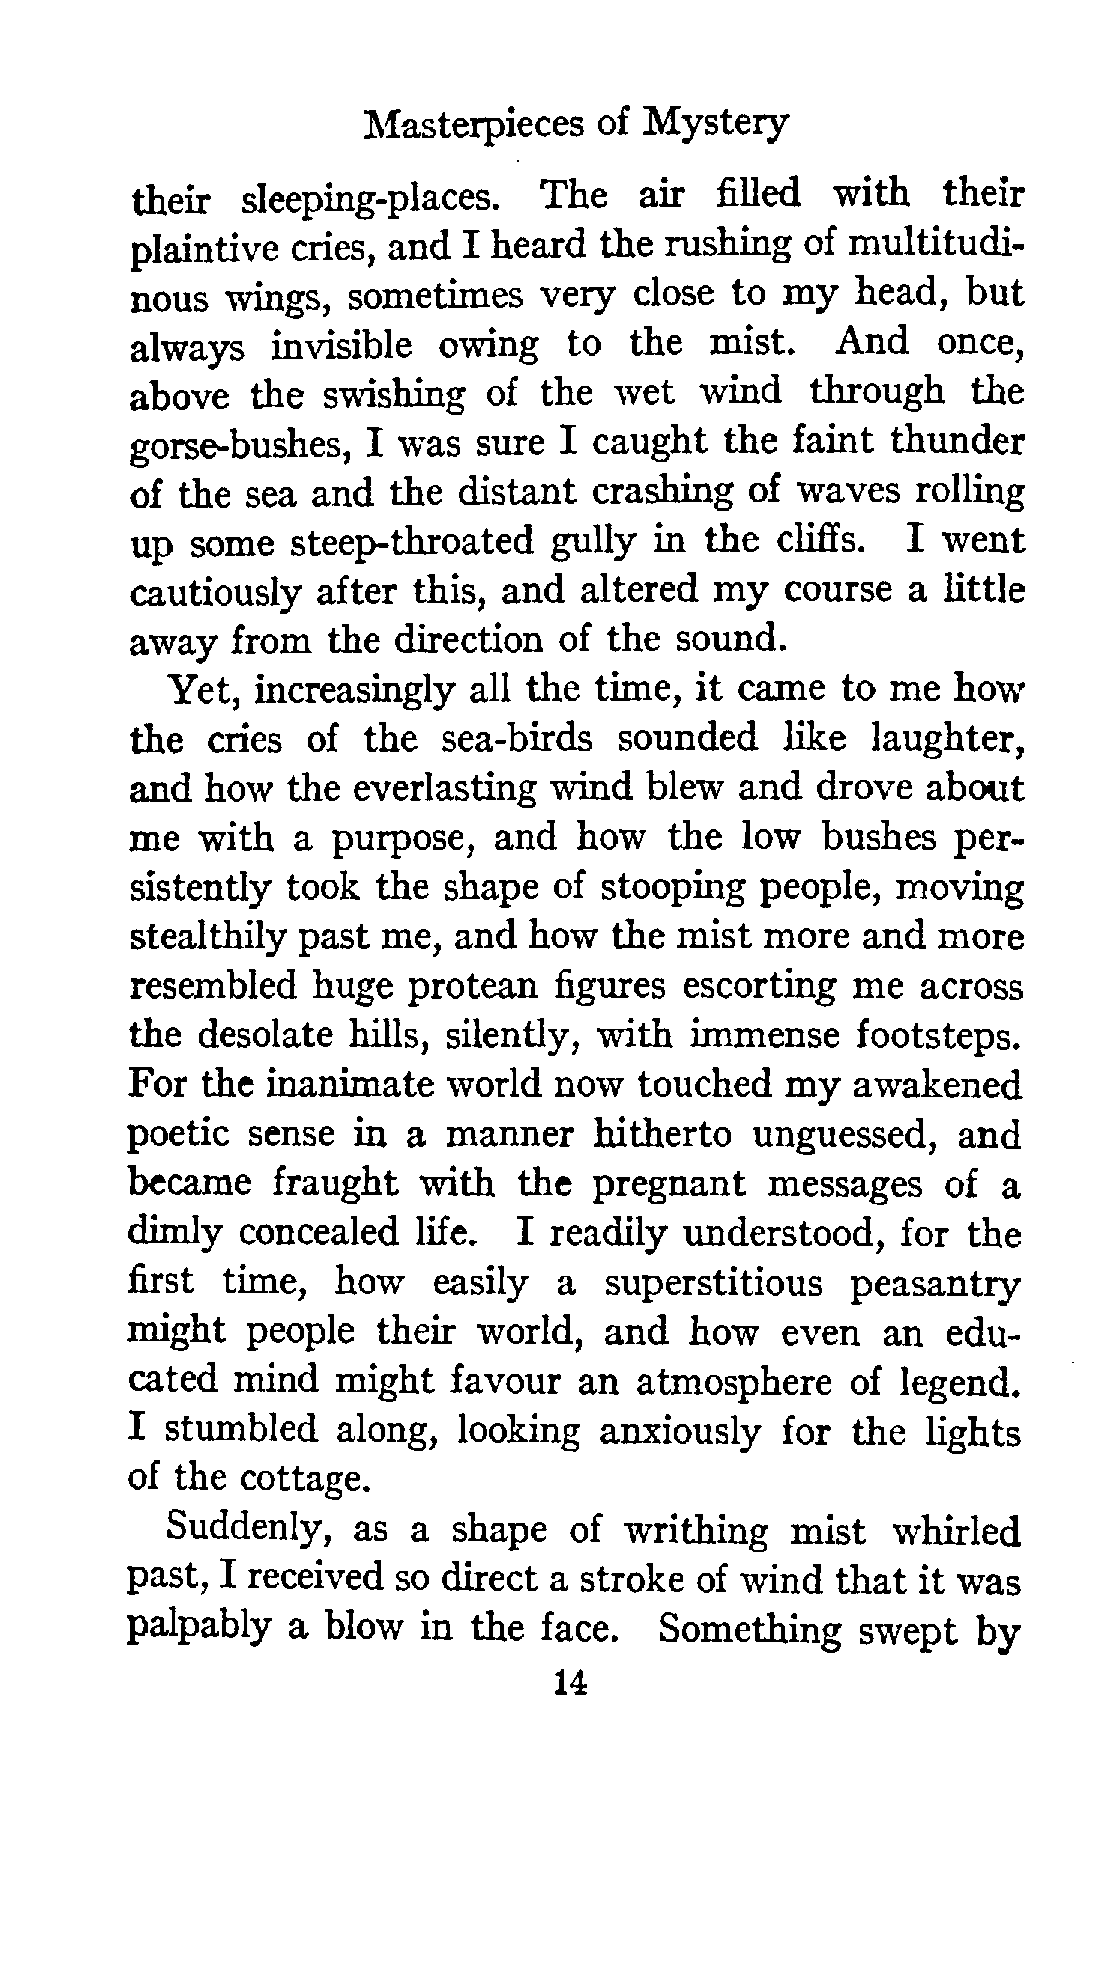 Masterpieces of Mystery
their sleeping-places. The air filled with their
plaintive cries, and I heard the rushing of multitudi-
nous wings, sometimes very close to my head, but
always invisible owing to the mist. And once,
above the swishing of the wet wind through the
gorse-bushes, I was sure I caught the faint thunder
of the sea and the distant crashing of waves rolling
up some steep-throated gully in the cliffs. I went
cautiously after this, and altered my course a little
away from the direction of the sound.
Yet, increasingly all the time, it came to me how
the cries of the sea-birds sounded like laughter,
and how the everlasting wind blew and drove about
me with a purpose, and how the low bushes per-
sistently took the shape of stooping people, moving
stealthily past me, and how the mist more and more
resembled huge protean figures escorting me across
the desolate hills, silently, with immense footsteps.
For the inanimate world now touched my awakened
poetic sense in a manner hitherto unguessed, and
became fraught with the pregnant messages of a
dimly concealed life. I readily understood, for the
first time, how easily a superstitious peasantry
might people their world, and how even an edu-
cated mind might favour an atmosphere of legend.
I stumbled along, looking anxiously for the lights
of the cottage.
Suddenly, as a shape of writhing mist whirled
past, I received so direct a stroke of wind that it was
palpably a blow in the face. Something swept by
14